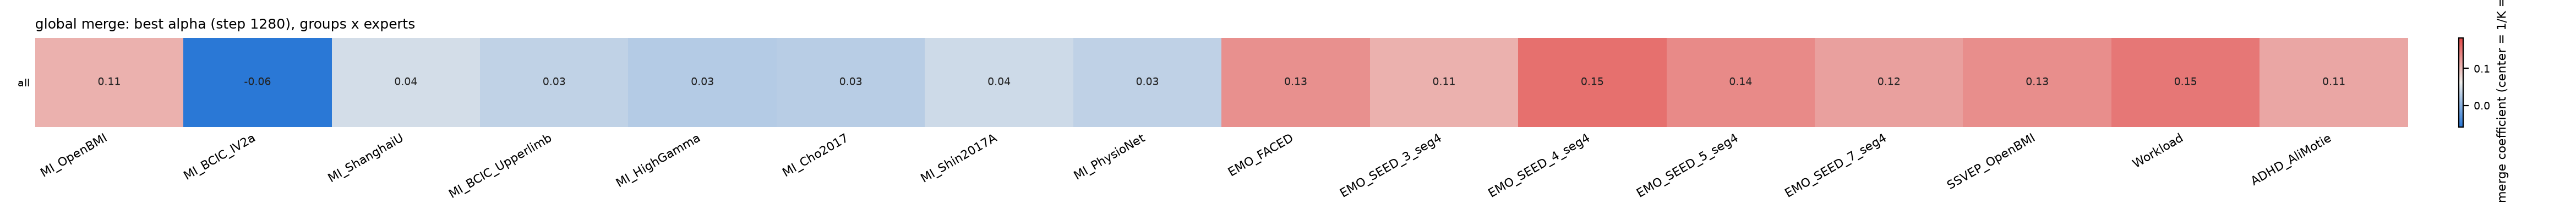 global merge: best alpha (step 1280), groups x experts
all
0.11 -0.06 0.04 0.03 0.03 0.03 0.04 0.03 0.13 0.11 0.15 0.14 0.12 0.13 0.15 0.11
MI_OpenBMI MI_BCIC_IV2a MI_ShanghaiU MI_BCIC_Upperlimb MI_HighGamma MI_Cho2017 MI_Shin2017A MI_PhysioNet EMO_FACED EMO_SEED_3_seg4 EMO_SEED_4_seg4 EMO_SEED_5_seg4 EMO_SEED_7_seg4 SSVEP_OpenBMI Workload ADHD_AliMotie
0.1
0.0
merge coefficient (center = 1/K =